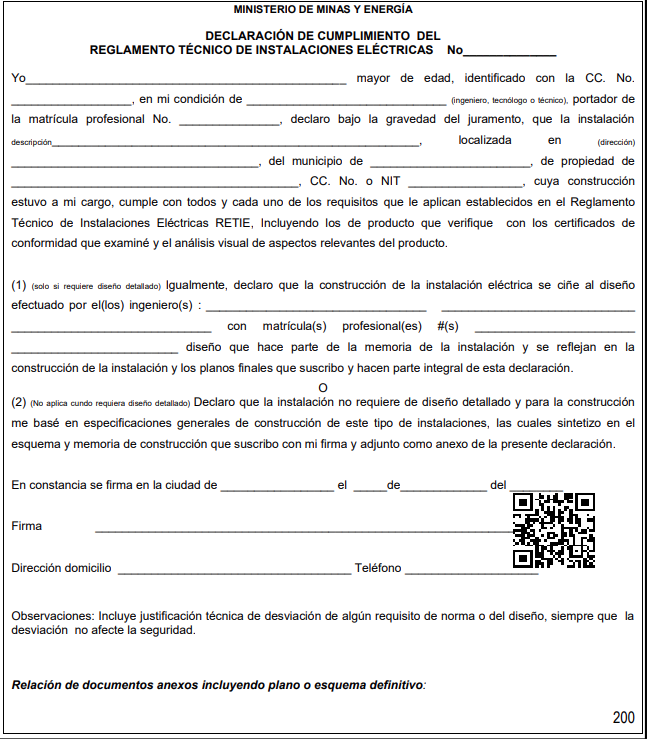 MINISTERIO DE MINAS Y ENERGÍA
DECLARACIÓN DE CUMPLIMIENTO DEL
REGLAMENTO TÉCNICO DE INSTALACIONES ELÉCTRICAS No______________
Yo________________________________________________ mayor de edad, identificado con la CC. No.
__________________, en mi condición de ______________________________ (ingeniero, tecnólogo o técnico), portador de
la matrícula profesional No. _______________, declaro bajo la gravedad del juramento, que la instalación
descripción_______________________________________________________, localizada en (dirección)
_____________________________________, del municipio de ________________________, de propiedad de
___________________________________________, CC. No. o NIT _________________, cuya construcción
estuvo a mi cargo, cumple con todos y cada uno de los requisitos que le aplican establecidos en el Reglamento
Técnico de Instalaciones Eléctricas RETIE, Incluyendo los de producto que verifique con los certificados de
conformidad que examiné y el análisis visual de aspectos relevantes del producto.
(1) (solo si requiere diseño detallado) Igualmente, declaro que la construcción de la instalación eléctrica se ciñe al diseño
efectuado por el(los) ingeniero(s) : _________________________________ _____________________________
______________________________ con matrícula(s) profesional(es) #(s) ________________________
_________________________ diseño que hace parte de la memoria de la instalación y se reflejan en la
construcción de la instalación y los planos finales que suscribo y hacen parte integral de esta declaración.
O
(2) (No aplica cundo requiera diseño detallado) Declaro que la instalación no requiere de diseño detallado y para la construcción
me basé en especificaciones generales de construcción de este tipo de instalaciones, las cuales sintetizo en el
esquema y memoria de construcción que suscribo con mi firma y adjunto como anexo de la presente declaración.
En constancia se firma en la ciudad de _________________ el _____de_____________ del ________
Firma _______________________________________________________________
Dirección domicilio ___________________________________ Teléfono ____________________
Observaciones: Incluye justificación técnica de desviación de algún requisito de norma o del diseño, siempre que la
desviación no afecte la seguridad.
Relación de documentos anexos incluyendo plano o esquema definitivo:
200